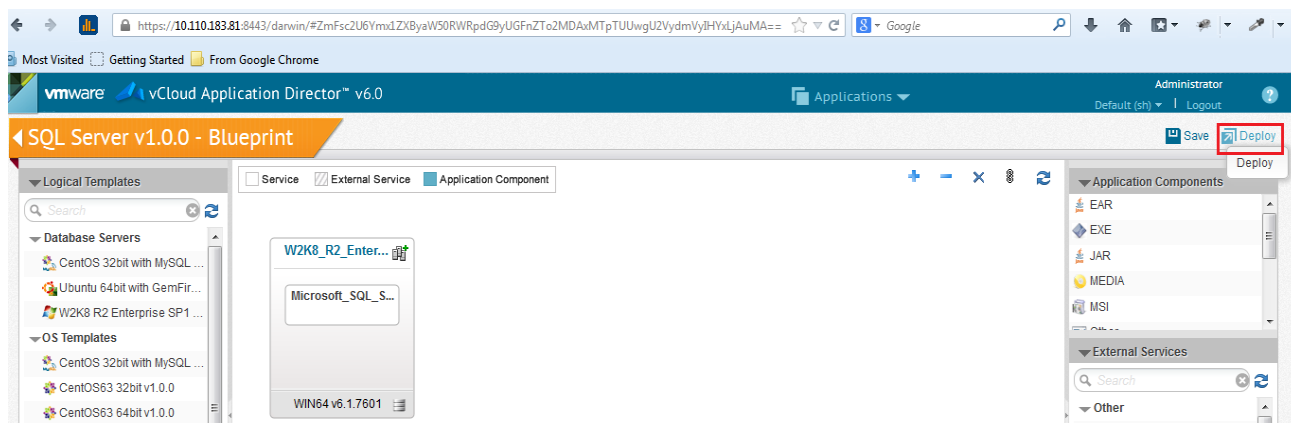 https://10.110.183.81:8443/darwin/#ZmFsc2U6Ymx1ZXByaW50RWRpdG9yUGFnZTo2MDAxMTpTUUwgU2VydmVyIHYxLjAuMA==
Google
Most Visited Getting Started From Google Chrome
vmware vCloud Application Director™ v6.0
Applications
Administrator
Default (sh) Logout
SQL Server v1.0.0 - Blueprint
Save Deploy
Deploy
Logical Templates
Search
Database Servers
CentOS 32bit with MySQL ...
Ubuntu 64bit with GemFir...
W2K8 R2 Enterprise SP1 ...
OS Templates
CentOS 32bit with MySQL ...
CentOS63 32bit v1.0.0
CentOS63 64bit v1.0.0
Service External Service Application Component
W2K8_R2_Enter...
Microsoft_SQL_S...
WIN64 v6.1.7601
Application Components
EAR
EXE
JAR
MEDIA
MSI
External Services
Search
Other